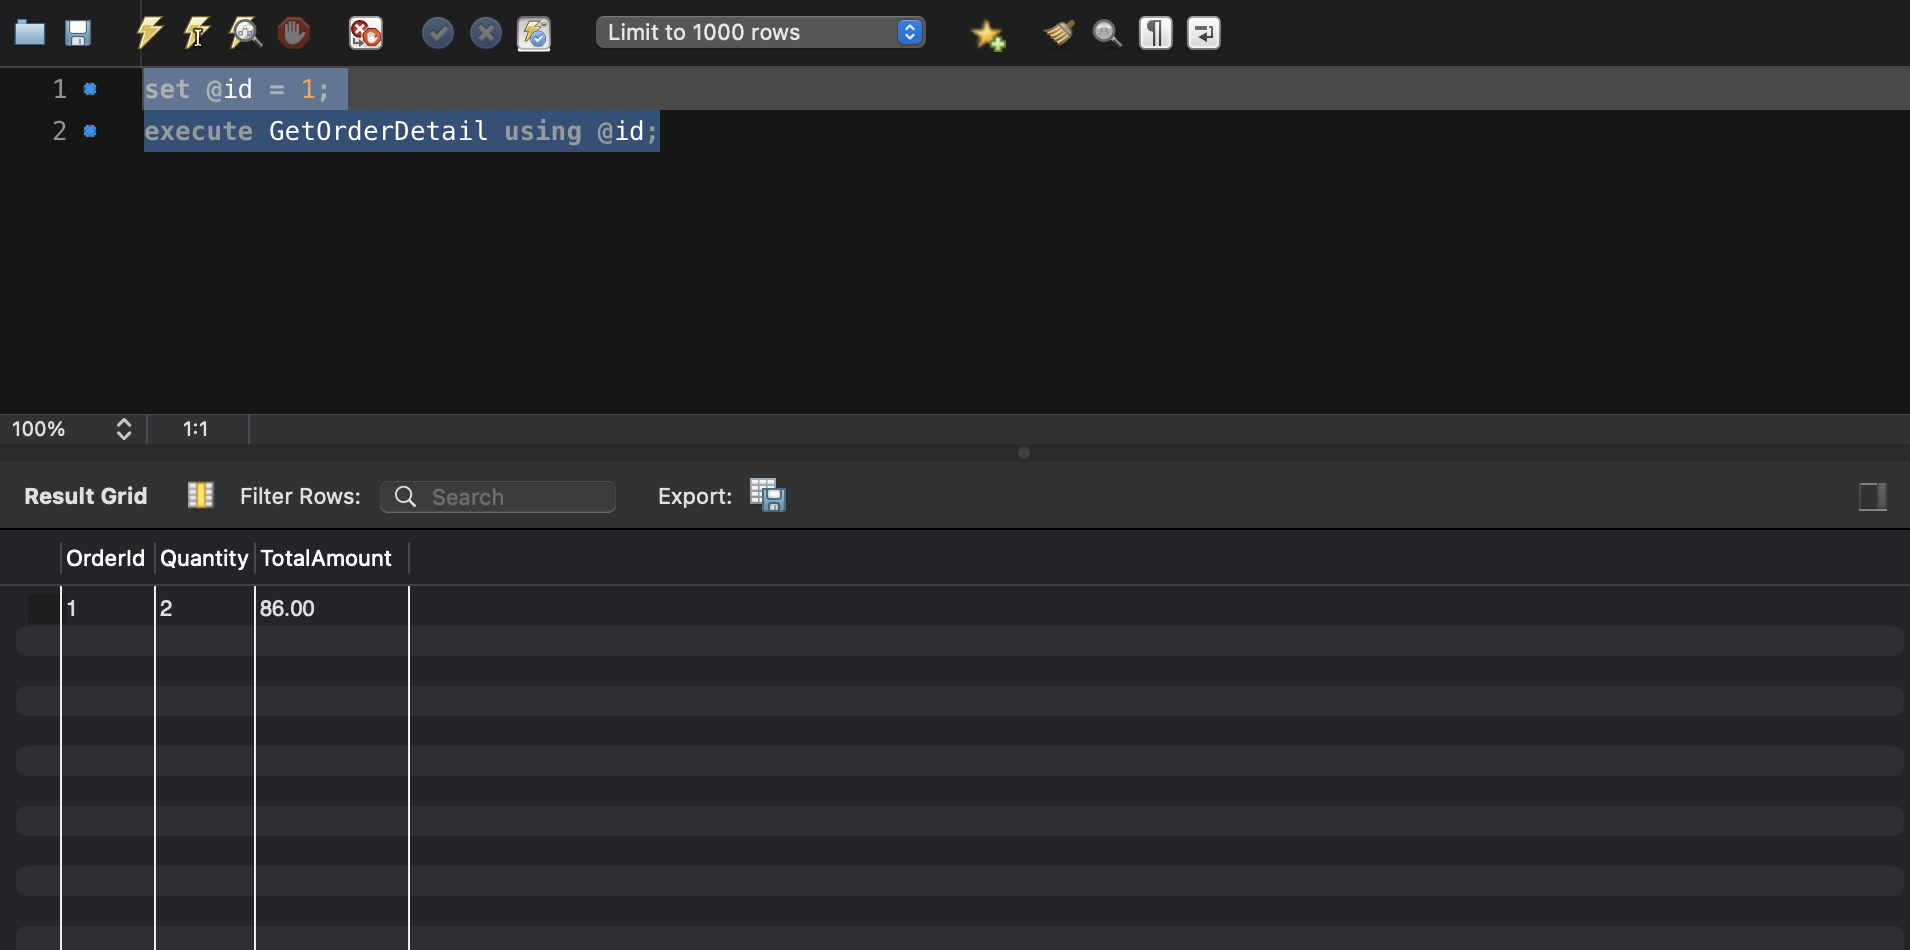 Limit to 1000 rows
1 set @id = 1;
2 execute GetOrderDetail using @id;
100% 1:1
Result Grid Filter Rows: Search Export:
OrderId Quantity TotalAmount
1 2 86.00